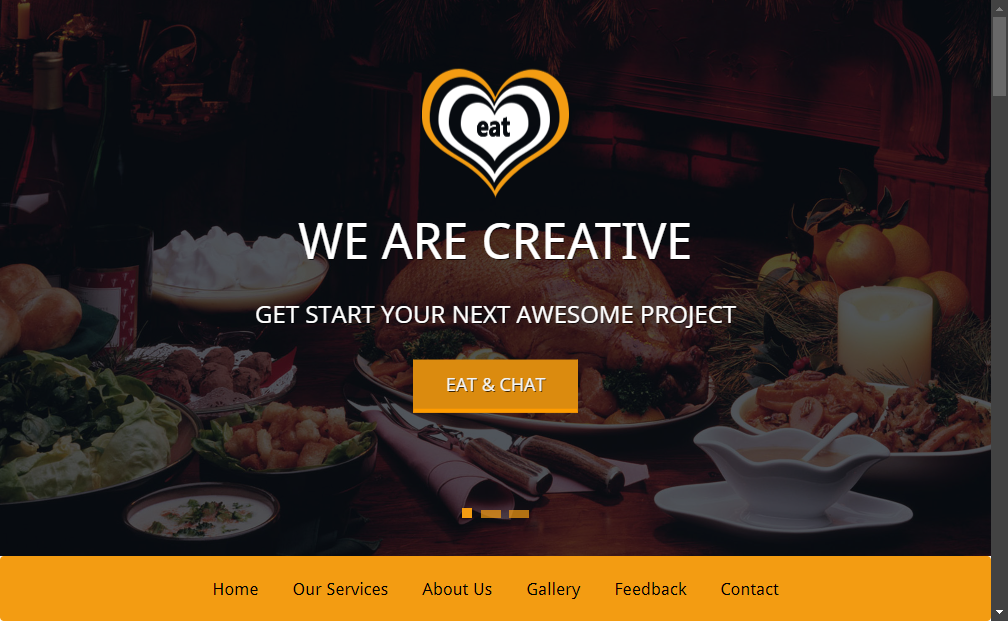 eat
WE ARE CREATIVE
GET START YOUR NEXT AWESOME PROJECT
EAT & CHAT
Home Our Services About Us Gallery Feedback Contact